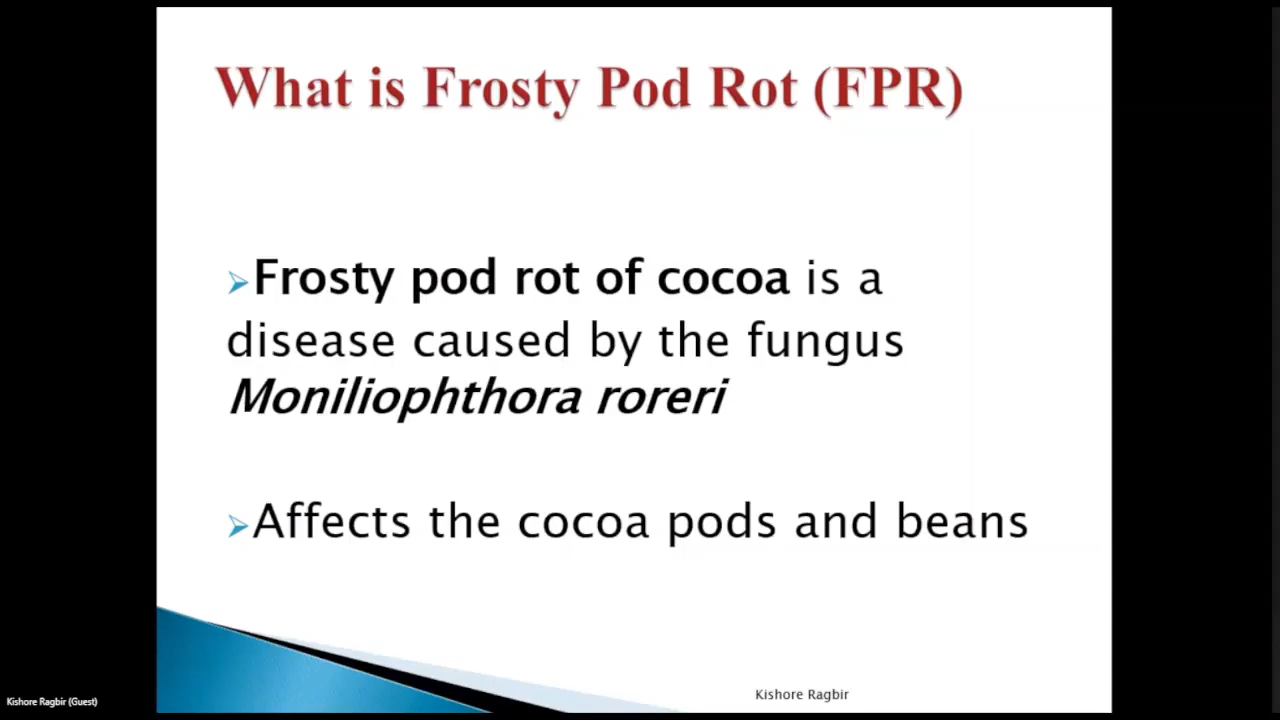 What is Frosty Pod Rot (FPR)
➢Frosty pod rot of cocoa is a
disease caused by the fungus
Moniliophthora roreri
➢Affects the cocoa pods and beans
Kishore Ragbir
Kishore Ragbir (Guest)